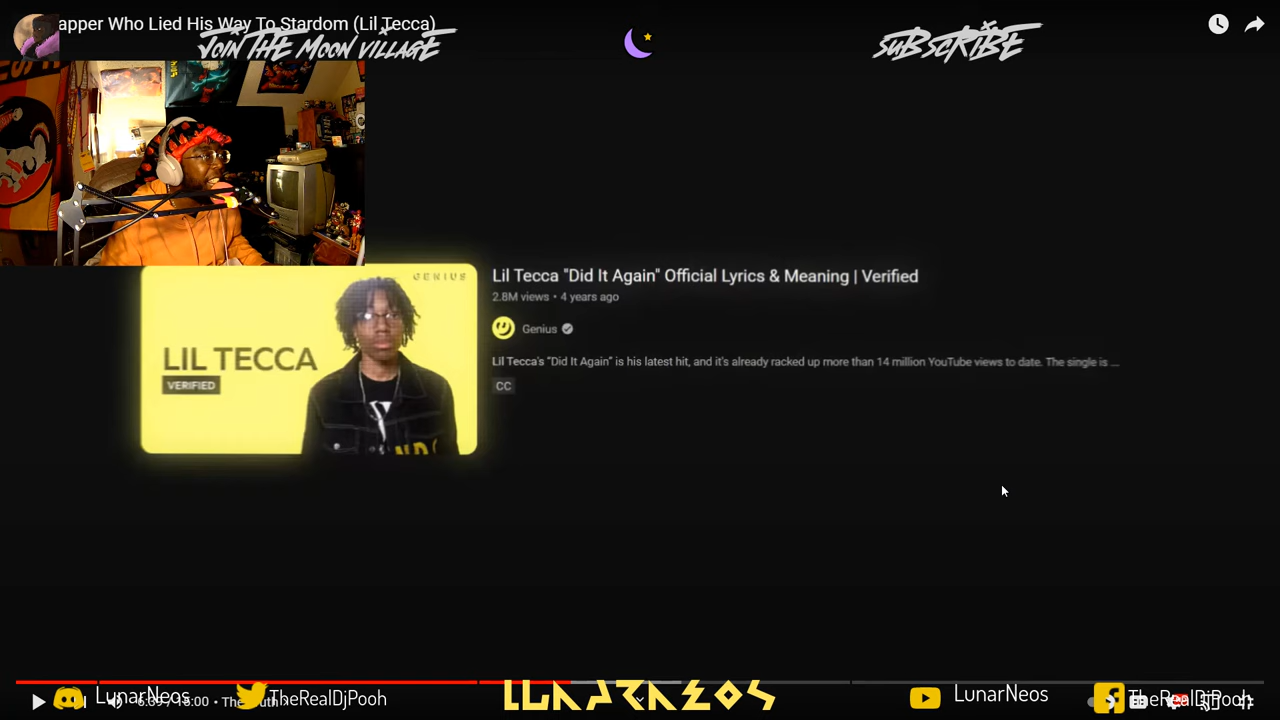 apper Who Lied His Way To Stardom (Lil Tecca)
JOIN THE MOON VILLAGE
SUBSCRIBE
GENIUS
LIL TECCA
VERIFIED
Lil Tecca "Did It Again" Official Lyrics & Meaning | Verified
2.8M views • 4 years ago
Genius
Lil Tecca's "Did It Again" is his latest hit, and it's already racked up more than 14 million YouTube views to date. The single is ...
CC
LunarNeos
TheRealDjPooh
LUNARNEOS
LunarNeos
TheRealDjPooh